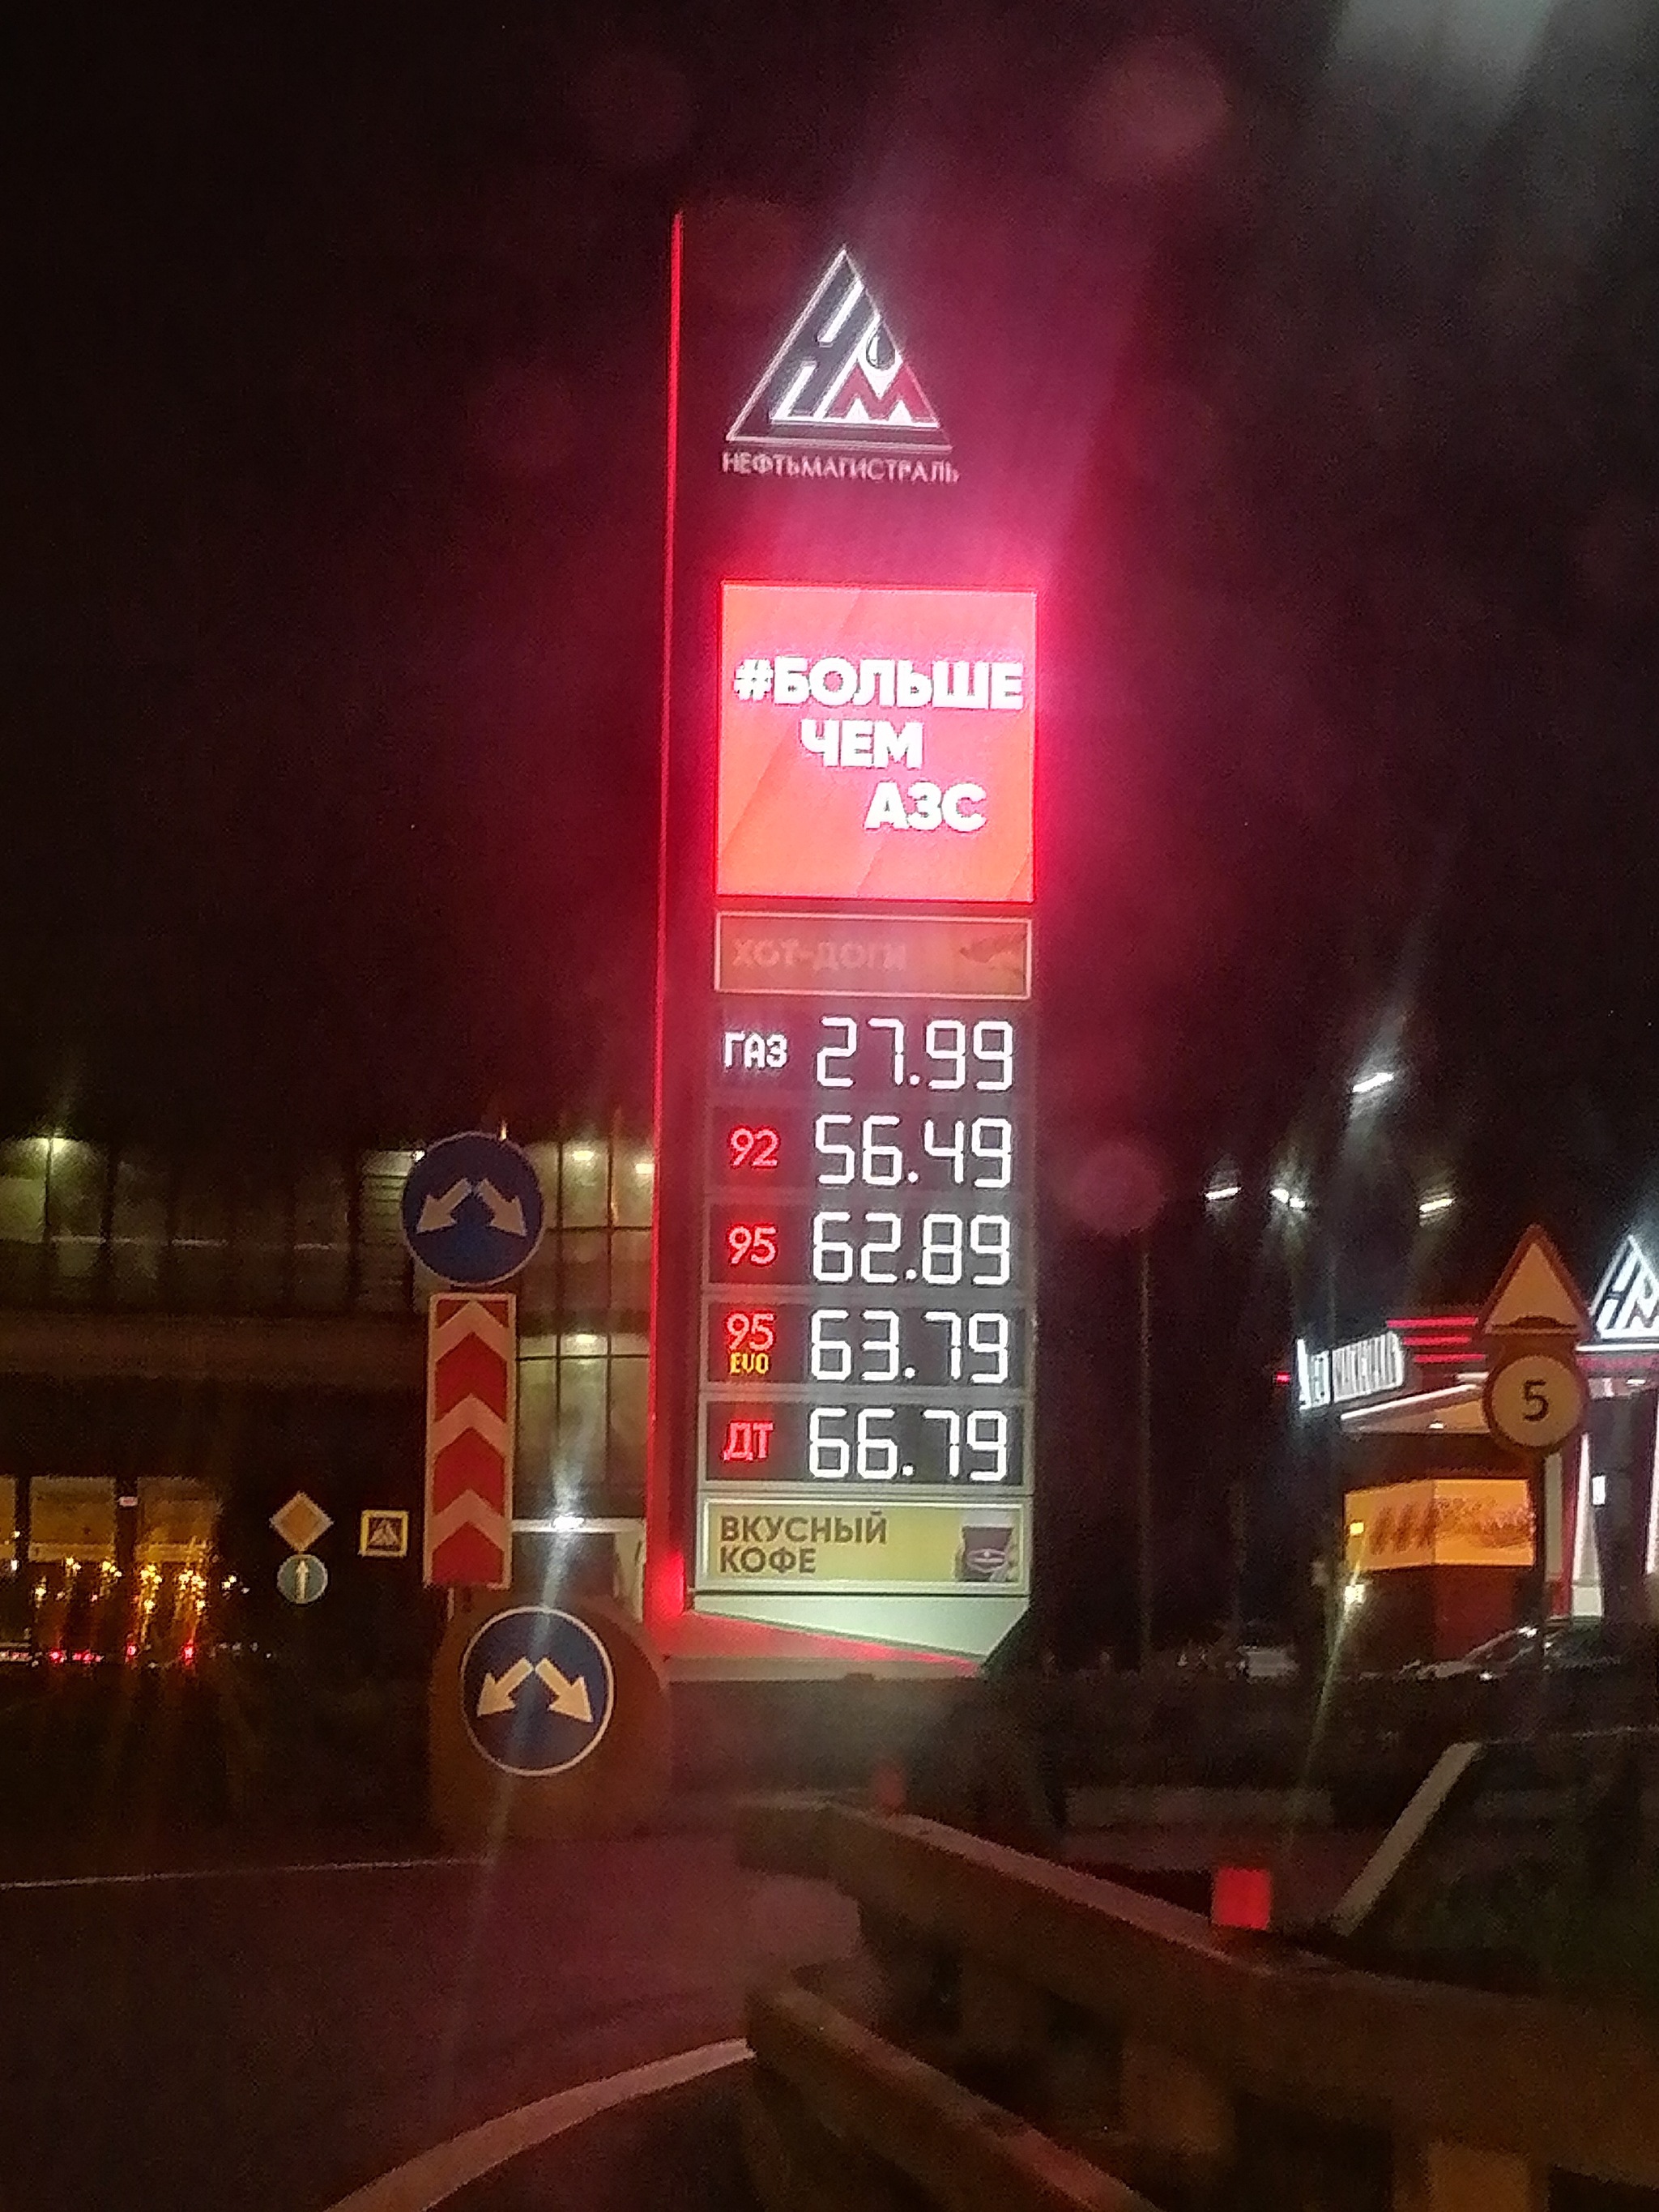 НЕФТЬМАГИСТРАЛЬ
#БОЛЬШЕ
ЧЕМ
АЗС
ХОТ-ДОГИ
ГАЗ 27.99
92 56.49
95 62.89
95 EVO 63.79
ДТ 66.79
ВКУСНЫЙ
КОФЕ
5